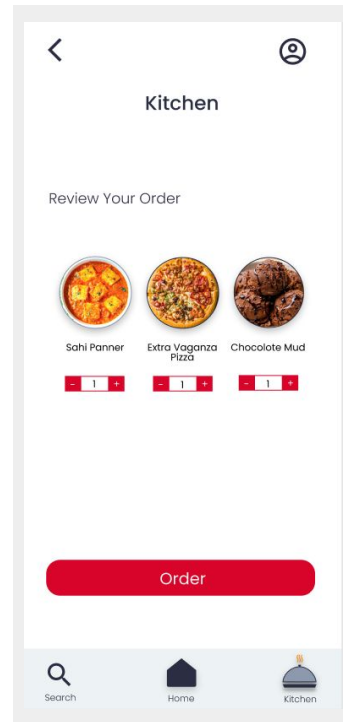 Kitchen
Review Your Order
Sahi Panner
Extra Vaganza
Pizza
Chocolote Mud
- 1 +
- 1 +
- 1 +
Order
Search
Home
Kitchen